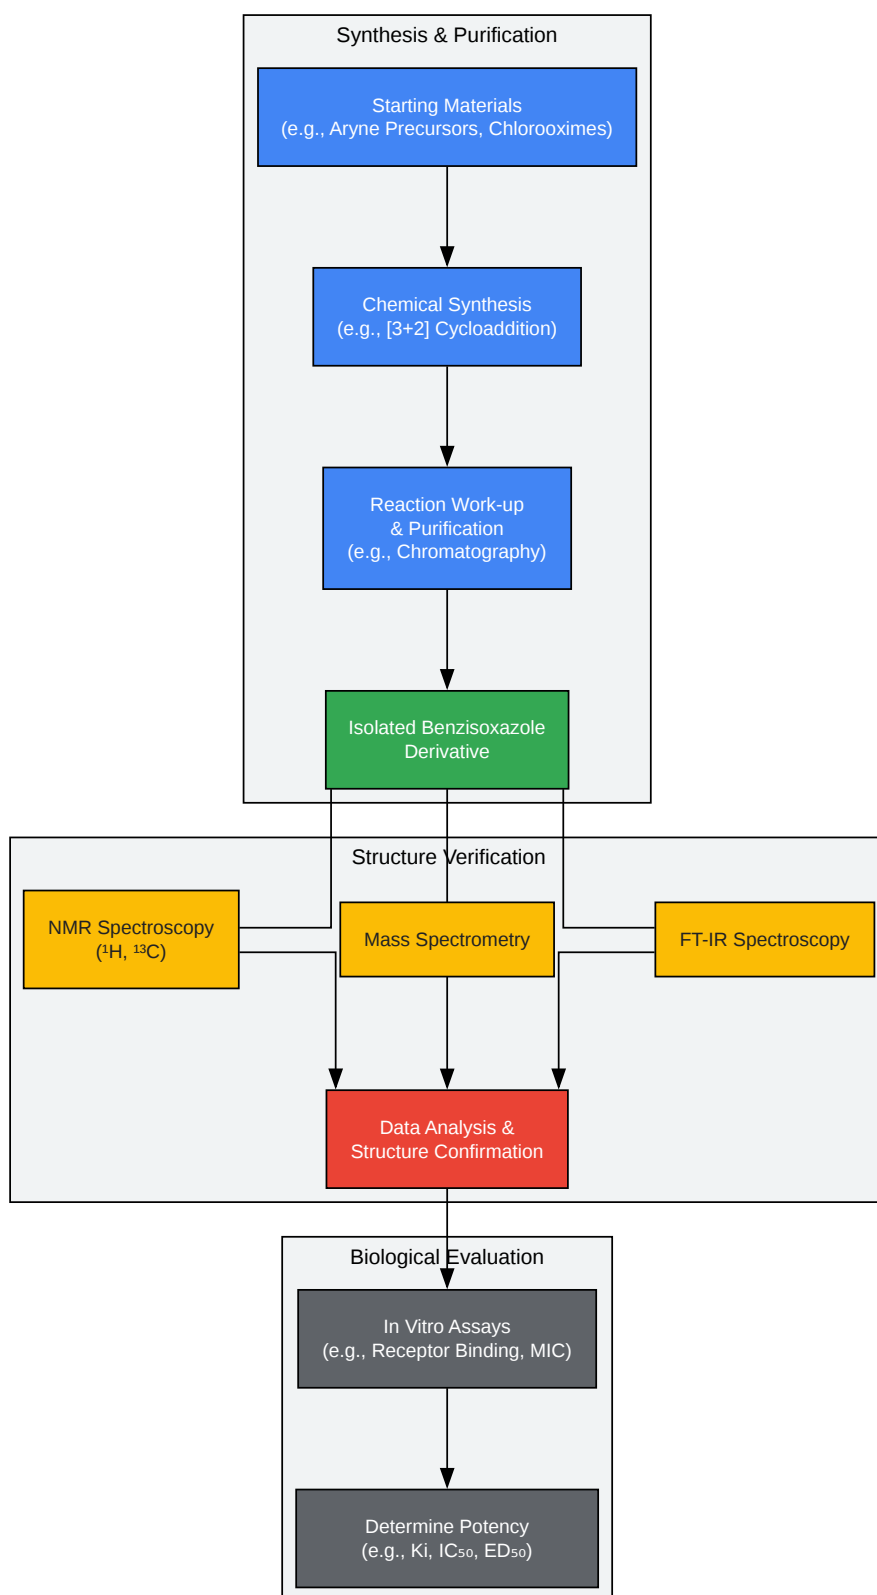 Synthesis & Purification
Starting Materials
(e.g., Aryne Precursors, Chlorooximes)
Chemical Synthesis
(e.g., [3+2] Cycloaddition)
Reaction Work-up
& Purification
(e.g., Chromatography)
Isolated Benzisoxazole
Derivative
Structure Verification
NMR Spectroscopy
(¹H, ¹³C)
Mass Spectrometry
FT-IR Spectroscopy
Data Analysis &
Structure Confirmation
Biological Evaluation
In Vitro Assays
(e.g., Receptor Binding, MIC)
Determine Potency
(e.g., Ki, IC₅₀, ED₅₀)